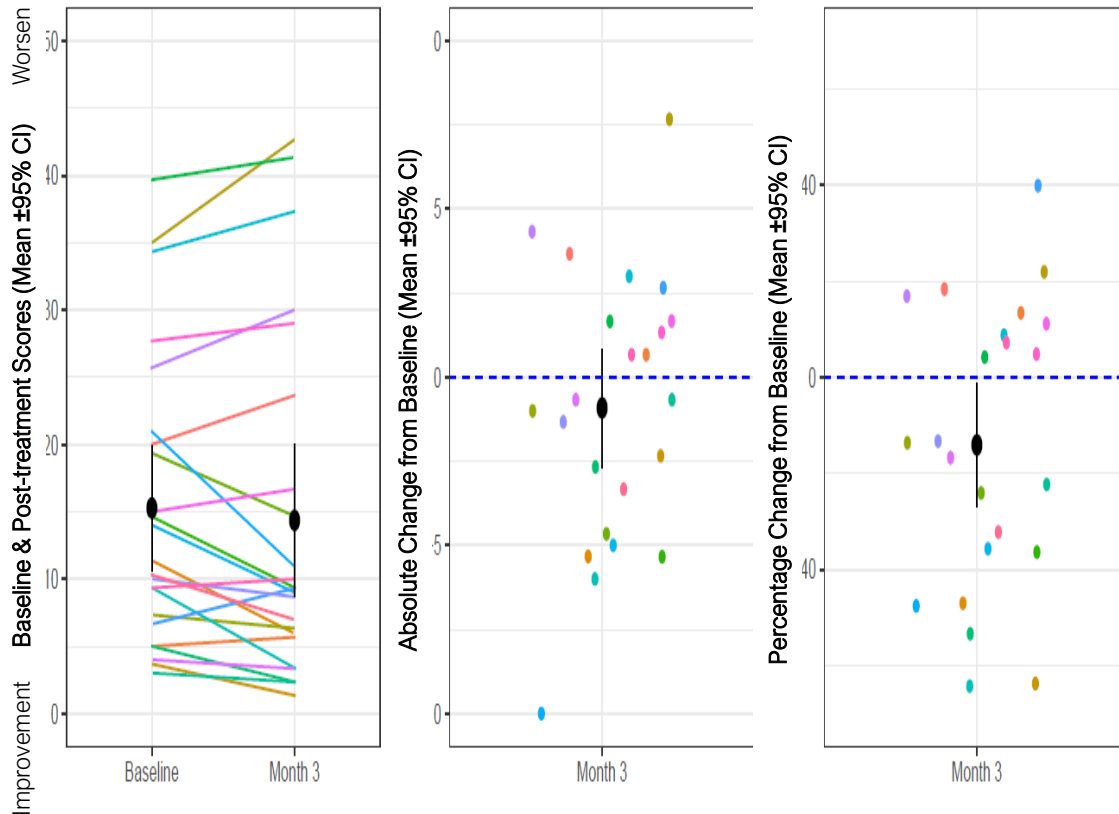 Worsen
Improvement
Baseline & Post-treatment Scores (Mean ±95% CI)
50
40
30
20
10
0
Baseline
Month 3
Absolute Change from Baseline (Mean ±95% CI)
0
5
0
5
0
Month 3
Percentage Change from Baseline (Mean ±95% CI)
40
0
40
Month 3